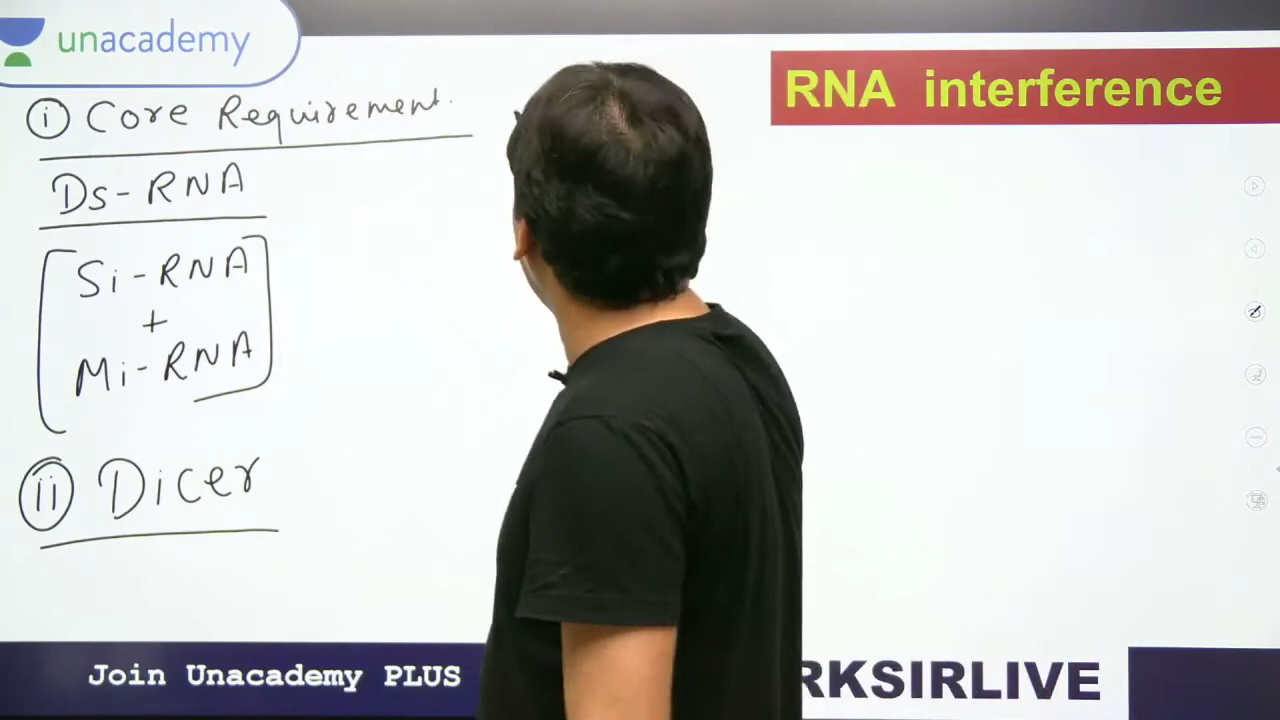 unacademy
RNA interference
i Core Requirement.
Ds-RNA
Si-RNA
+
Mi-RNA
ii Dicer
Join Unacademy PLUS
RKSIRLIVE